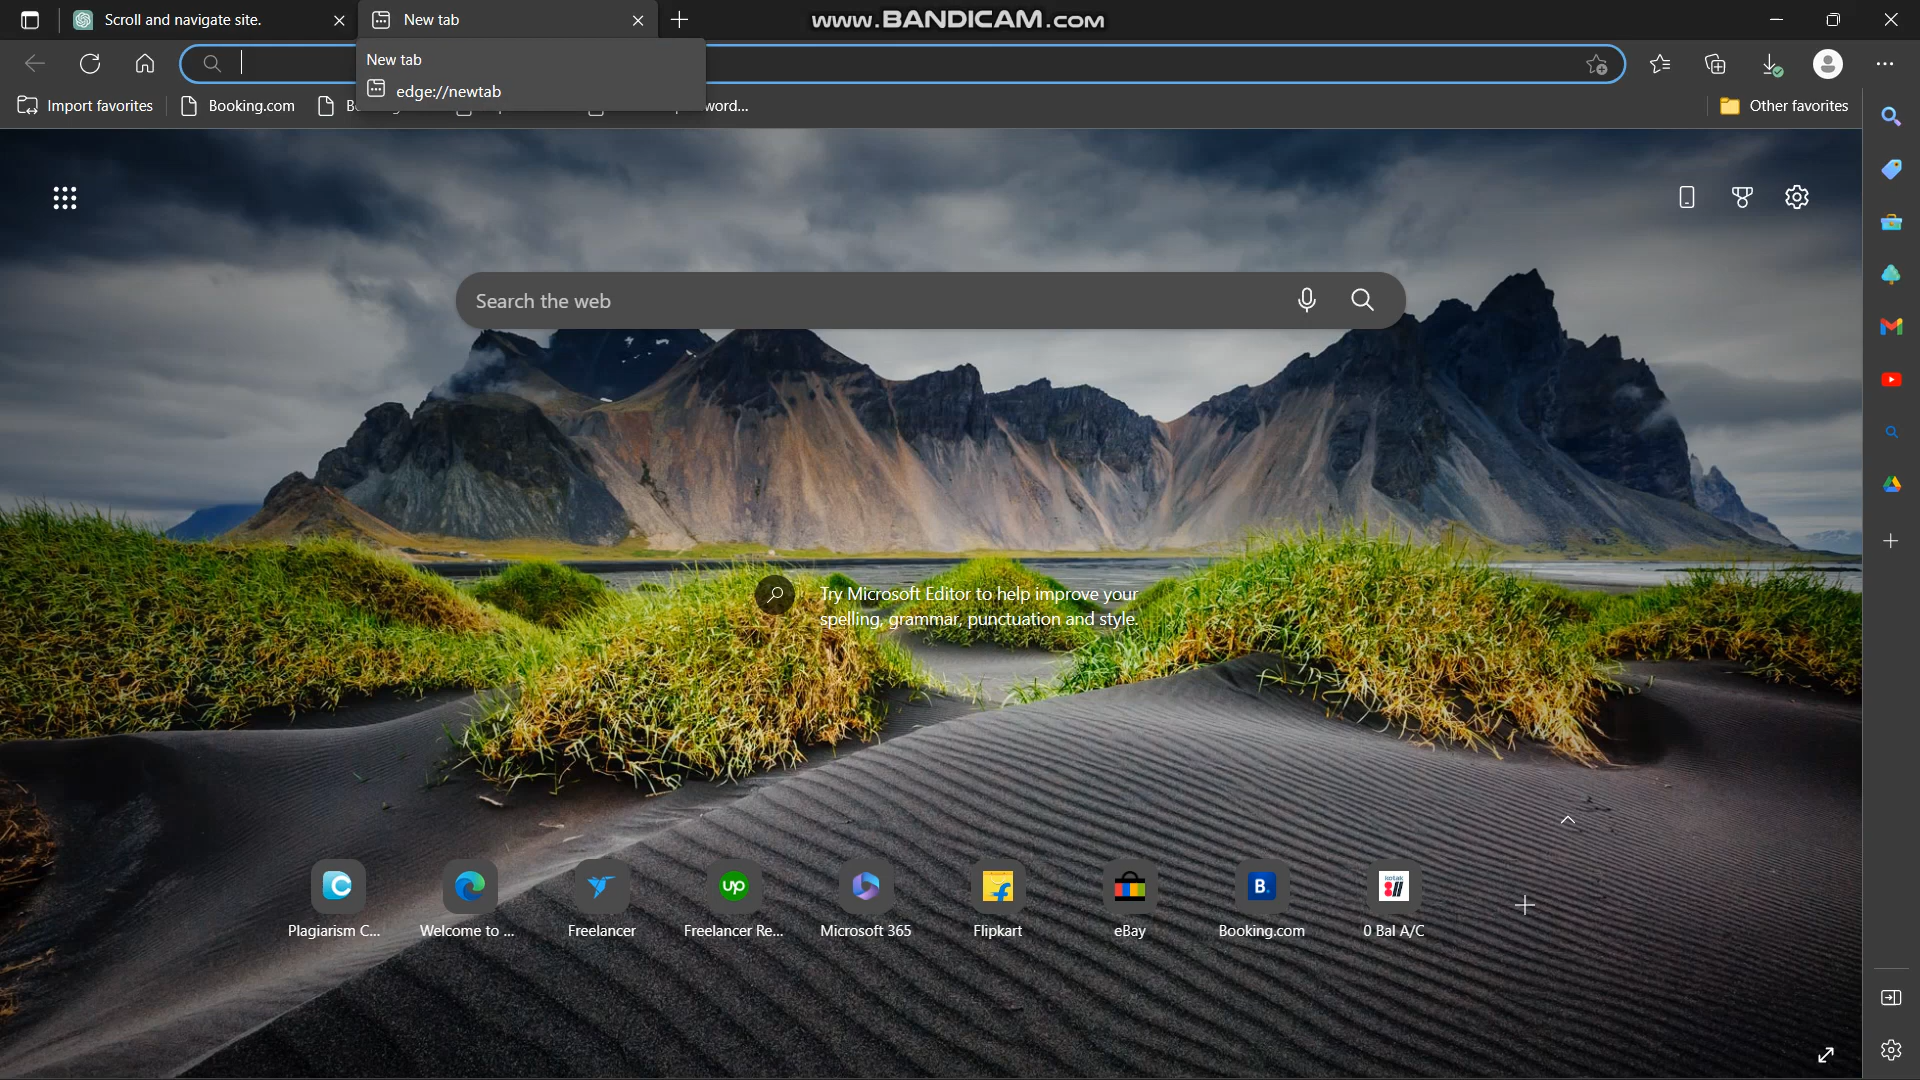 Scroll and navigate site.
New tab
www.BANDICAM.com
New tab
edge://newtab
Import favorites
Booking.com
word...
Other favorites
Search the web
Try Microsoft Editor to help improve your
spelling, grammar, punctuation and style.
up
B.
kotak
Plagiarism C...
Welcome to ...
Freelancer
Freelancer Re...
Microsoft 365
Flipkart
eBay
Booking.com
0 Bal A/C